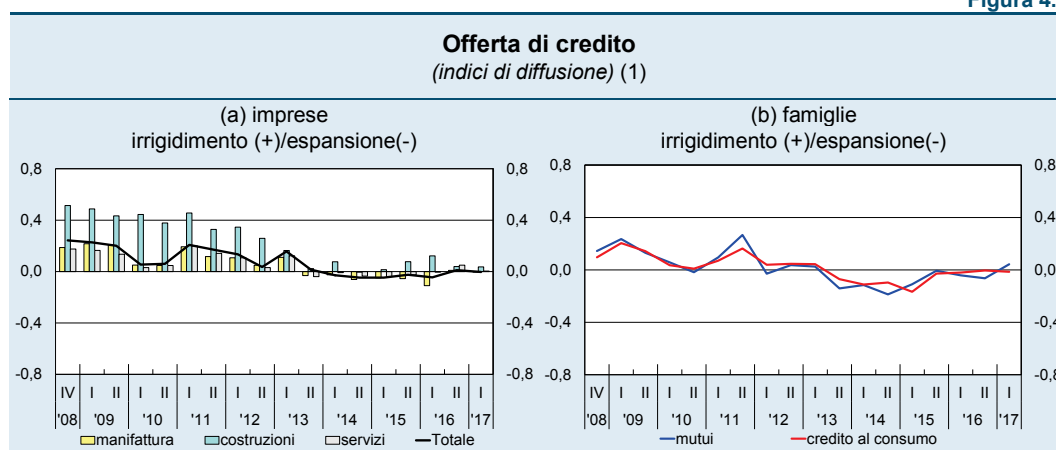 Figura 4.
Offerta di credito
(indici di diffusione) (1)
(a) imprese
irrigidimento (+)/espansione(-)
0,8 0,8
0,4 0,4
0,0 0,0
-0,4 -0,4
-0,8 -0,8
IV I II I II I II I II I II I II I II I II I
'08 '09 '10 '11 '12 '13 '14 '15 '16 '17
manifattura costruzioni servizi Totale
(b) famiglie
irrigidimento (+)/espansione(-)
0,8 0,8
0,4 0,4
0,0 0,0
-0,4 -0,4
-0,8 -0,8
IV I II I II I II I II I II I II I II I II I
'08 '09 '10 '11 '12 '13 '14 '15 '16 '17
mutui credito al consumo